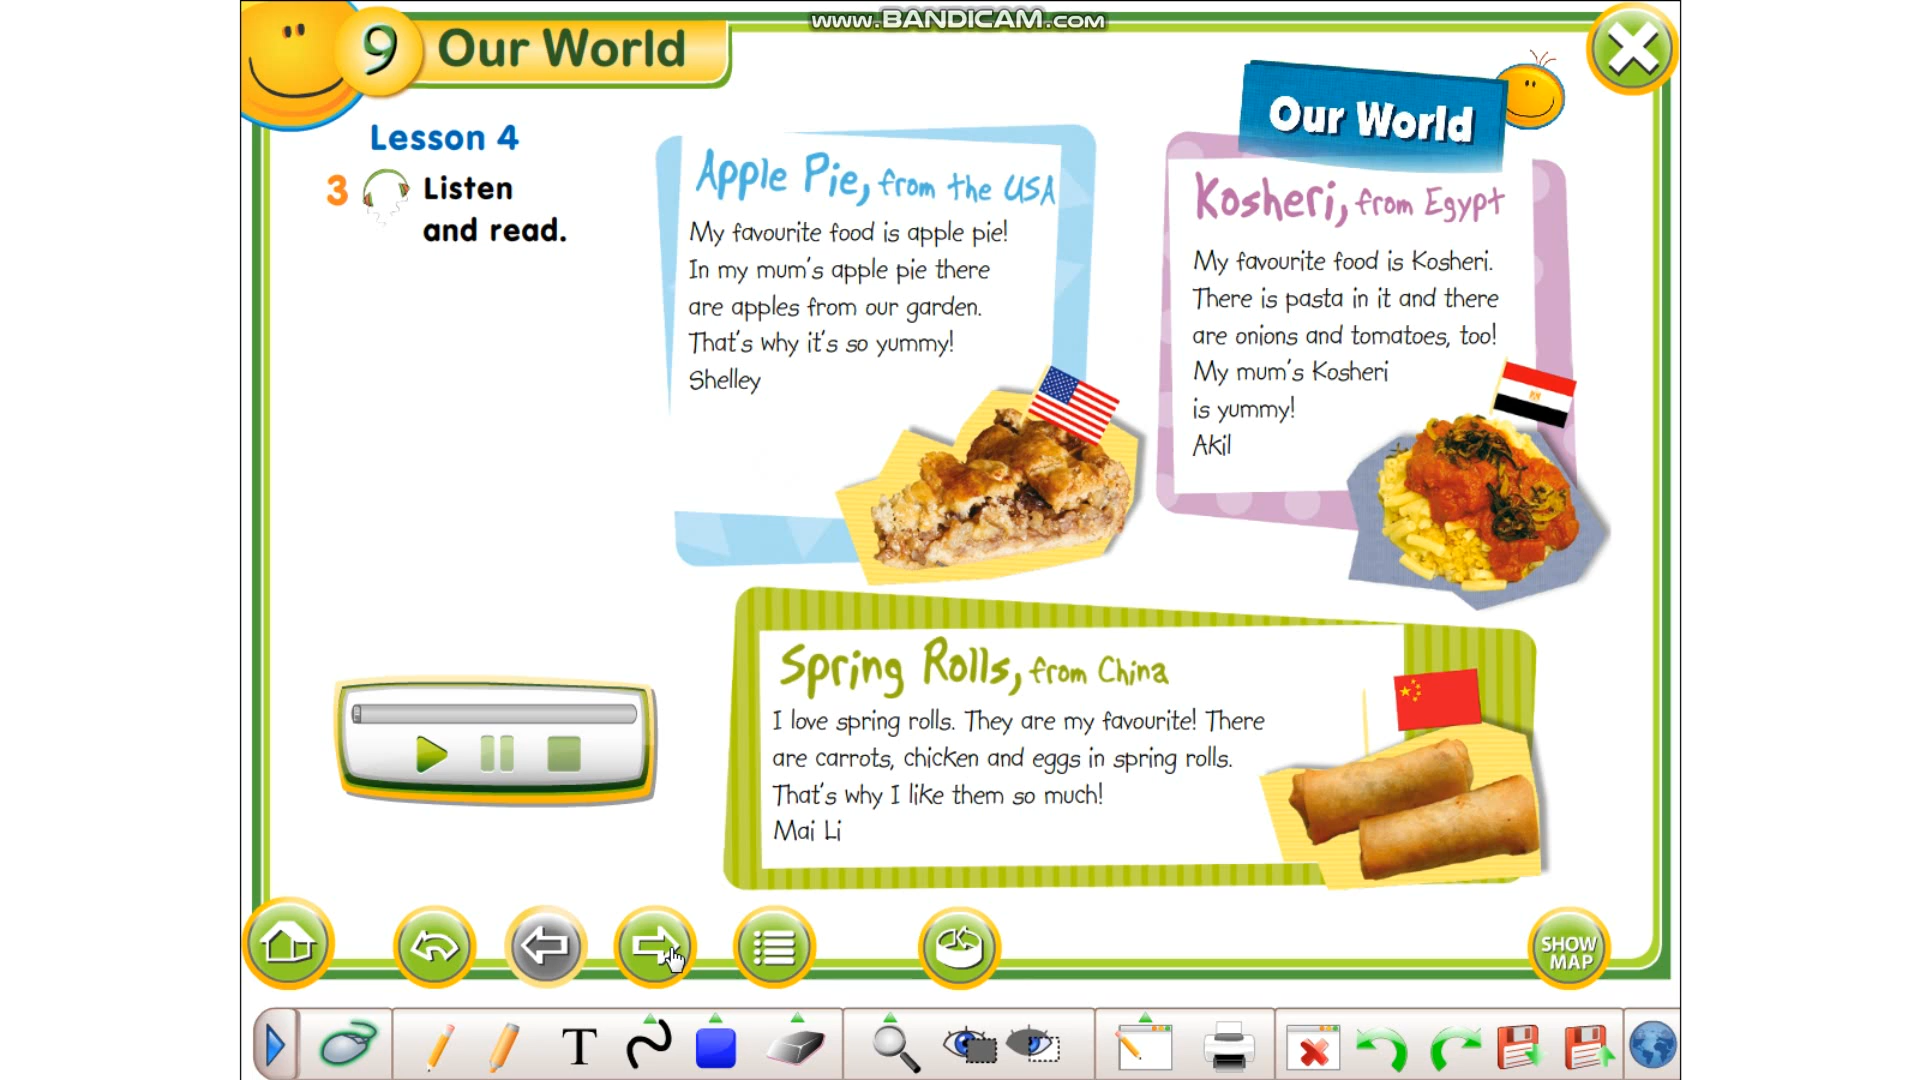 www.BANDICAM.com
9 Our World
Lesson 4
3 Listen
and read.
Our World
Apple Pie, from the USA
My favourite food is apple pie!
In my mum's apple pie there
are apples from our garden.
That's why it's so yummy!
Shelley
Kosheri, from Egypt
My favourite food is Kosheri.
There is pasta in it and there
are onions and tomatoes, too!
My mum's Kosheri
is yummy!
Akil
Spring Rolls, from China
I love spring rolls. They are my favourite! There
are carrots, chicken and eggs in spring rolls.
That's why I like them so much!
Mai Li
SHOW
MAP
T